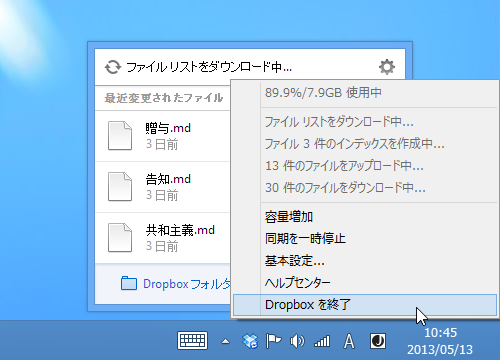 ファイル リストをダウンロード中...
最近変更されたファイル
贈与.md
3 日前
告知.md
3 日前
共和主義.md
3 日前
Dropbox フォルダ
89.9%/7.9GB 使用中
ファイル リストをダウンロード中...
ファイル 3 件のインデックスを作成中...
13 件のファイルをアップロード中...
30 件のファイルをダウンロード中...
容量増加
同期を一時停止
基本設定...
ヘルプセンター
Dropbox を終了
A
10:45
2013/05/13